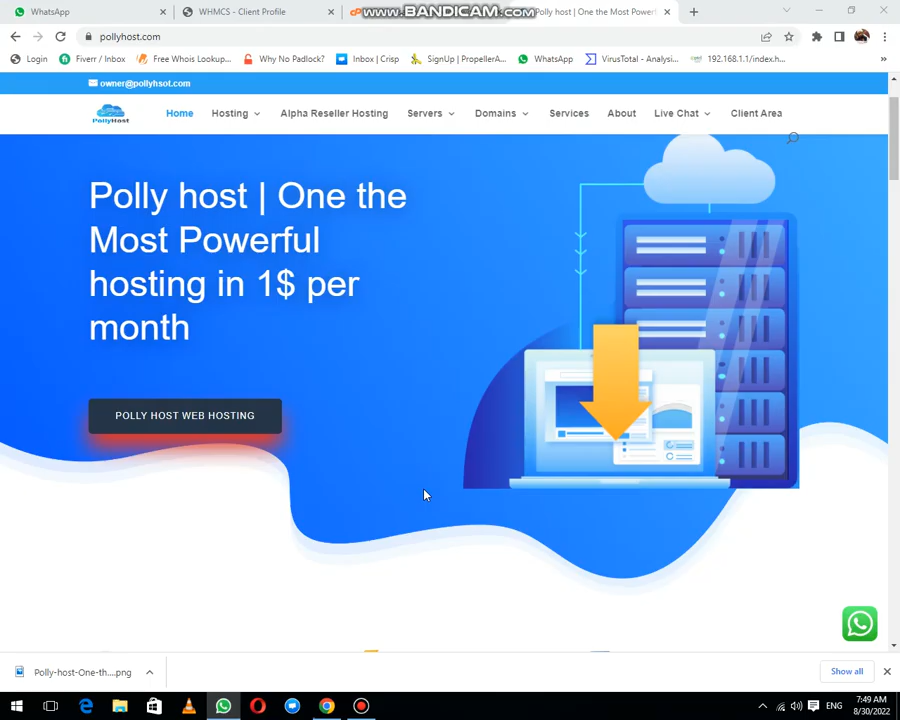 WhatsApp
WHMCS - Client Profile
www.BANDICAM.com
Polly host | One the Most Powerf
pollyhost.com
Login
Fiverr / Inbox
Free Whois Lookup...
Why No Padlock?
Inbox | Crisp
SignUp | PropellerA...
WhatsApp
VirusTotal - Analysi...
192.168.1.1/index.h...
owner@pollyhsot.com
PollyHost
Home
Hosting
Alpha Reseller Hosting
Servers
Domains
Services
About
Live Chat
Client Area
Polly host | One the
Most Powerful
hosting in 1$ per
month
POLLY HOST WEB HOSTING
Polly-host-One-th....png
Show all
ENG
7:49 AM
8/30/2022